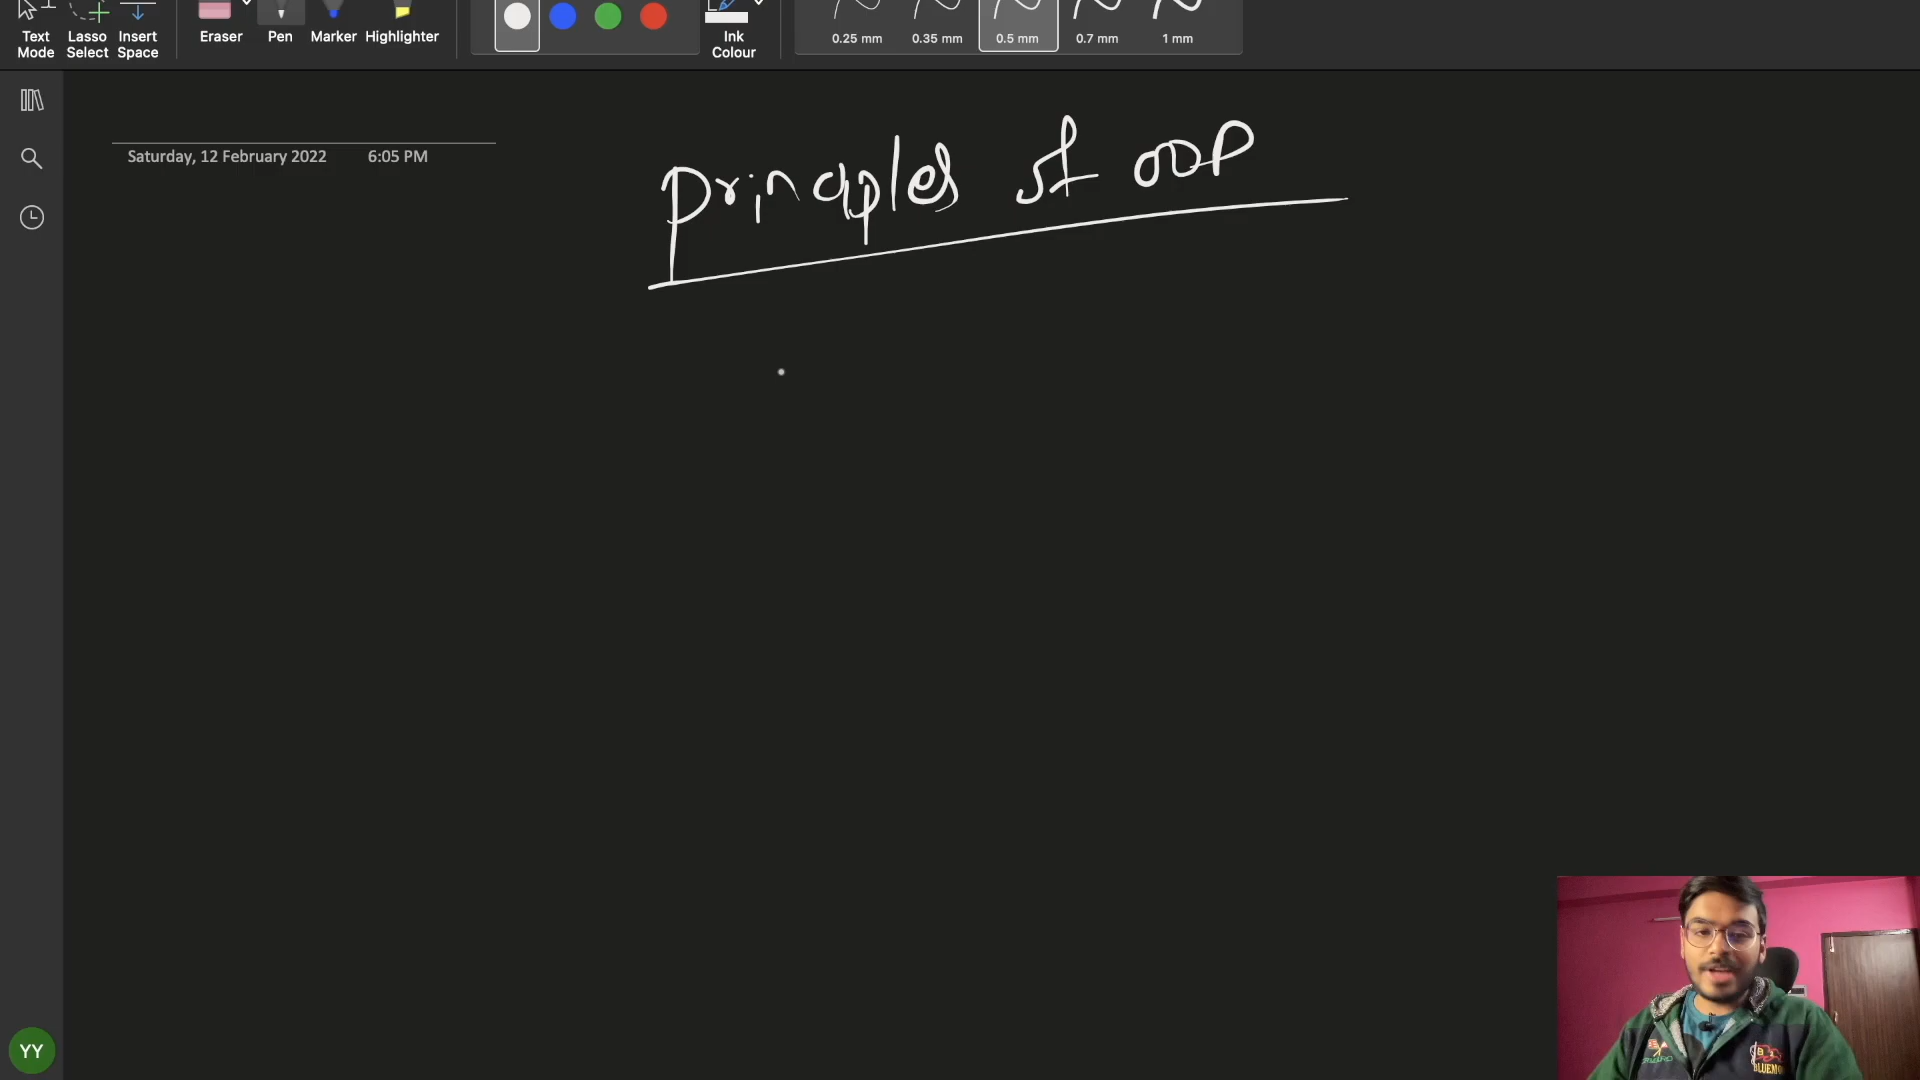 Text Mode
Lasso Select
Insert Space
Eraser
Pen
Marker
Highlighter
Ink Colour
0.25 mm
0.35 mm
0.5 mm
0.7 mm
1 mm
Saturday, 12 February 2022 6:05 PM
Principles of OOP
YY